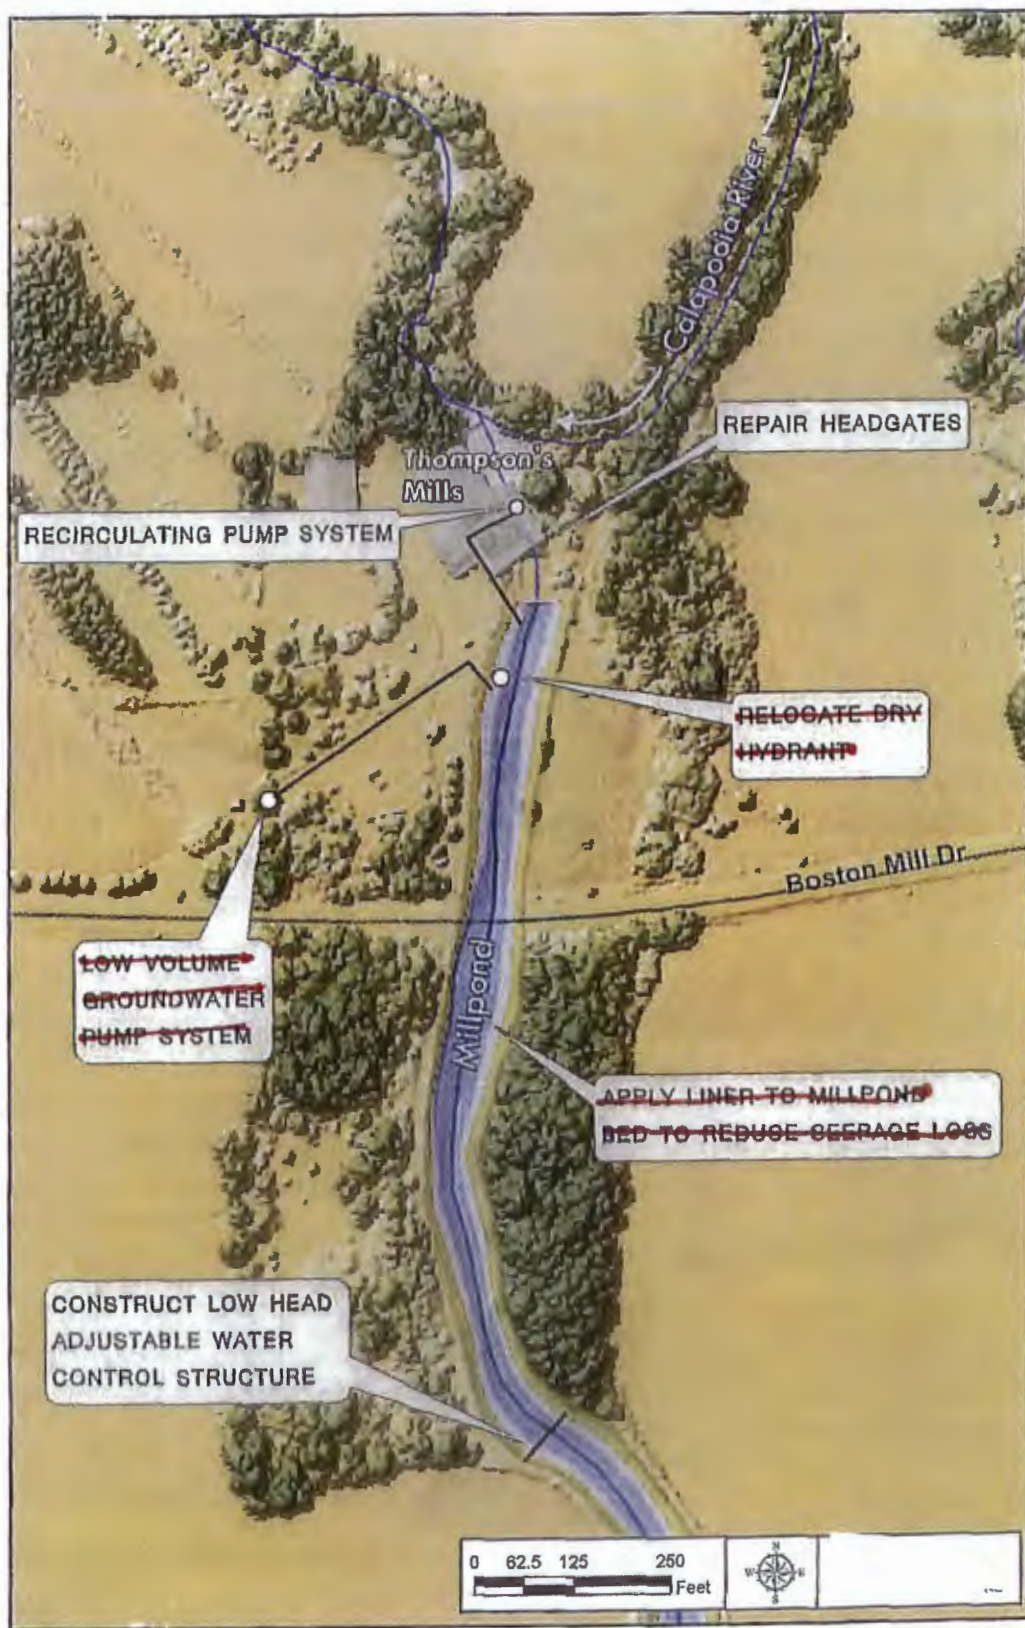 Calapooia River
REPAIR HEADGATES
Thompson's
Mills
RECIRCULATING PUMP SYSTEM
RELOCATE DRY
HYDRANT
Boston Mill Dr
LOW VOLUME
GROUNDWATER
PUMP SYSTEM
Millpond
APPLY LINER TO MILLPOND
BED TO REDUCE SEEPAGE LOSS
CONSTRUCT LOW HEAD
ADJUSTABLE WATER
CONTROL STRUCTURE
0 62.5 125 250
Feet
N
W E
S